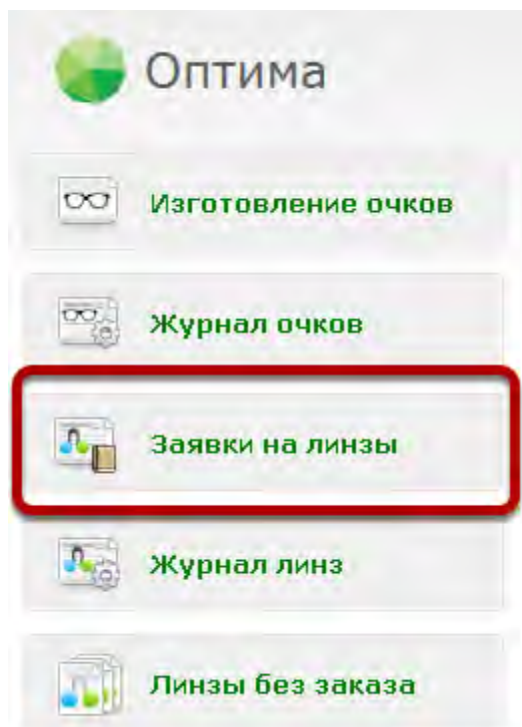 Оптима
Изготовление очков
Журнал очков
Заявки на линзы
Журнал линз
Линзы без заказа